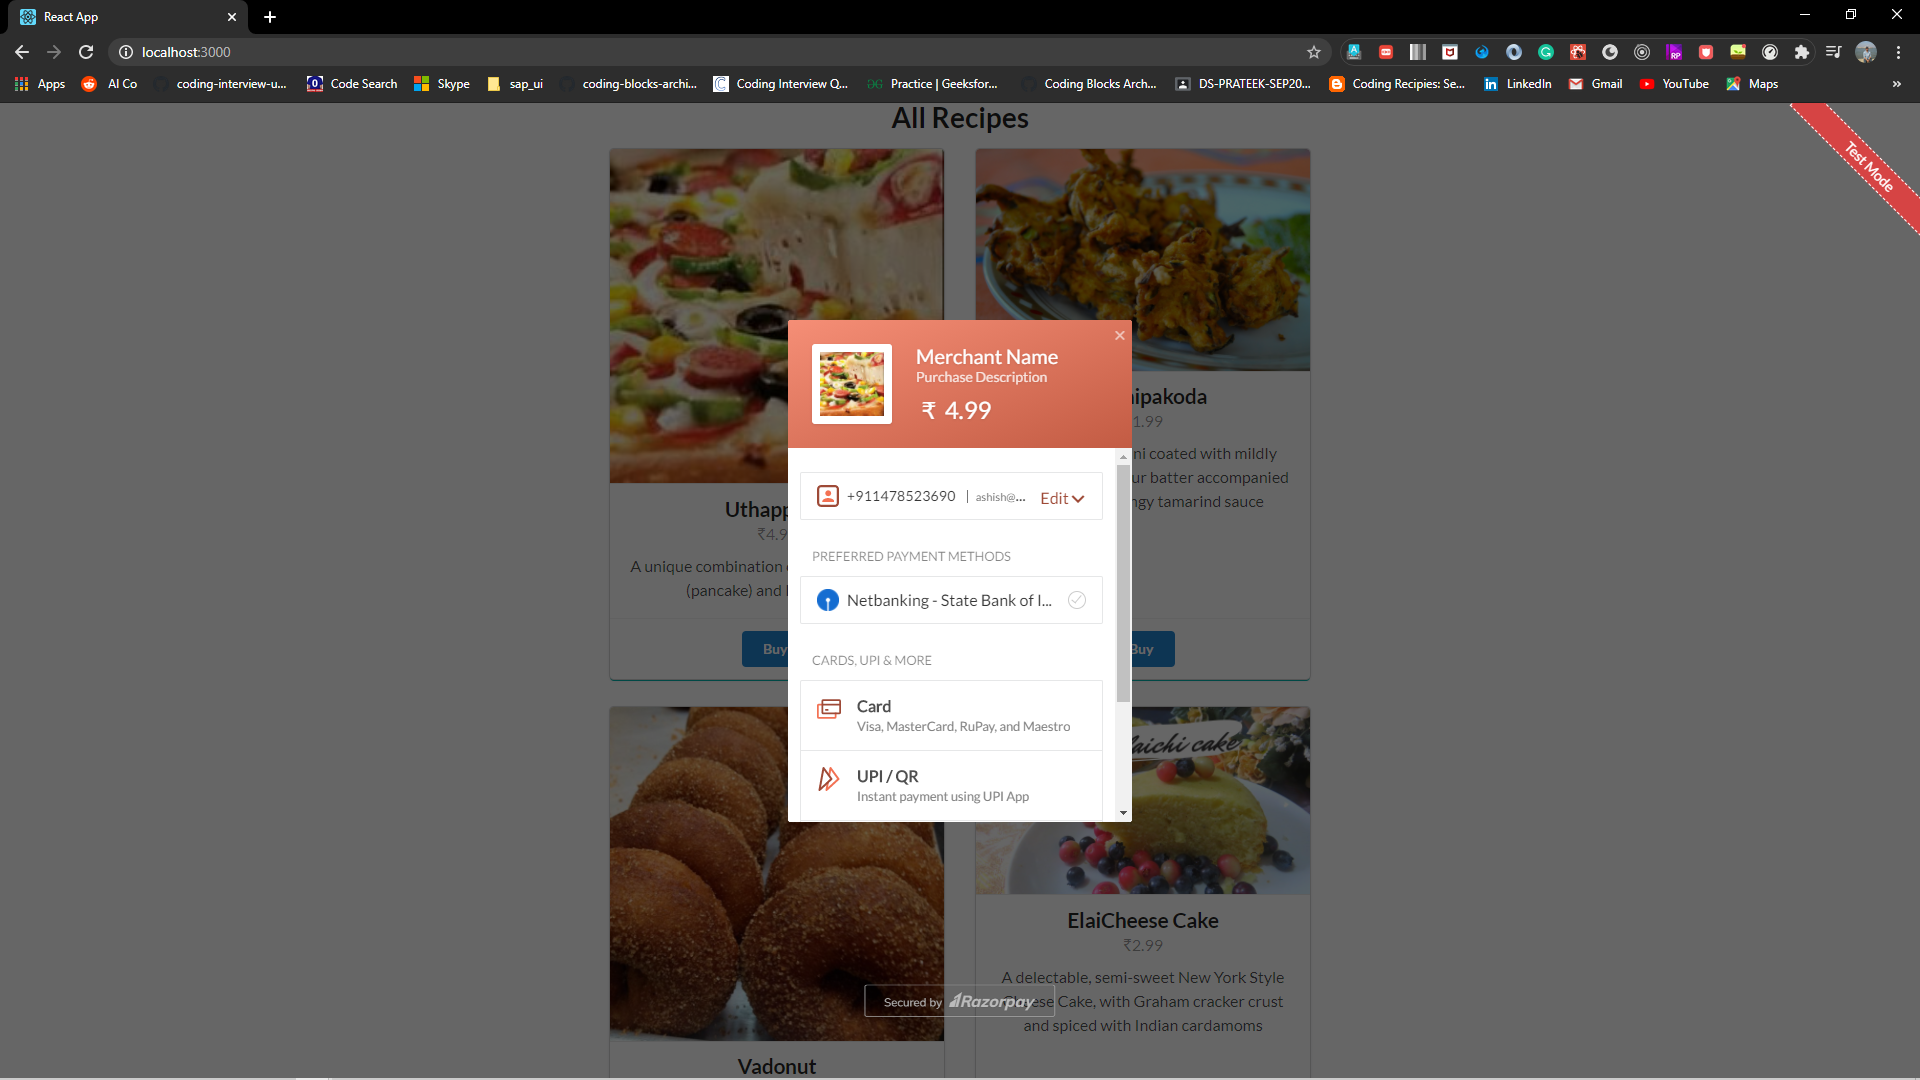 React App
localhost:3000
Apps
AI Co
coding-interview-u...
Code Search
Skype
sap_ui
coding-blocks-archi...
Coding Interview Q...
Practice | Geeksfor...
Coding Blocks Arch...
DS-PRATEEK-SEP20...
Coding Recipies: Se...
LinkedIn
Gmail
YouTube
Maps
»
All Recipes
Test Mode
Merchant Name
Purchase Description
₹ 4.99
+911478523690 | ashish@...
Edit
PREFERRED PAYMENT METHODS
Netbanking - State Bank of I...
CARDS, UPI & MORE
Card
Visa, MasterCard, RuPay, and Maestro
UPI / QR
Instant payment using UPI App
Uthapp
₹4.9
A unique combination
(pancake) and
Buy
ipakoda
1.99
ni coated with mildly
ur batter accompanied
ngy tamarind sauce
Buy
Vadonut
aichi cake
ElaiCheese Cake
₹2.99
A delectable, semi-sweet New York Style
Cheese Cake, with Graham cracker crust
and spiced with Indian cardamoms
Secured by Razorpay